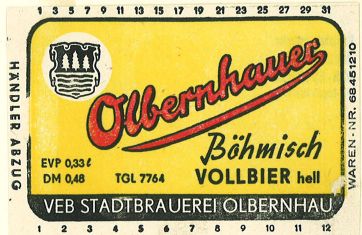 1 3 5 7 9 11 13 15 17 19 21 23 25 27 29 31
HÄNDLER ABZUG
Olbernhauer
Böhmisch
EVP 0,33 l
DM 0,48
TGL 7764
VOLLBIER hell
VEB STADTBRAUEREI OLBERNHAU
WAREN NR. 68451210
1 2 3 4 5 6 7 8 9 10 11 12